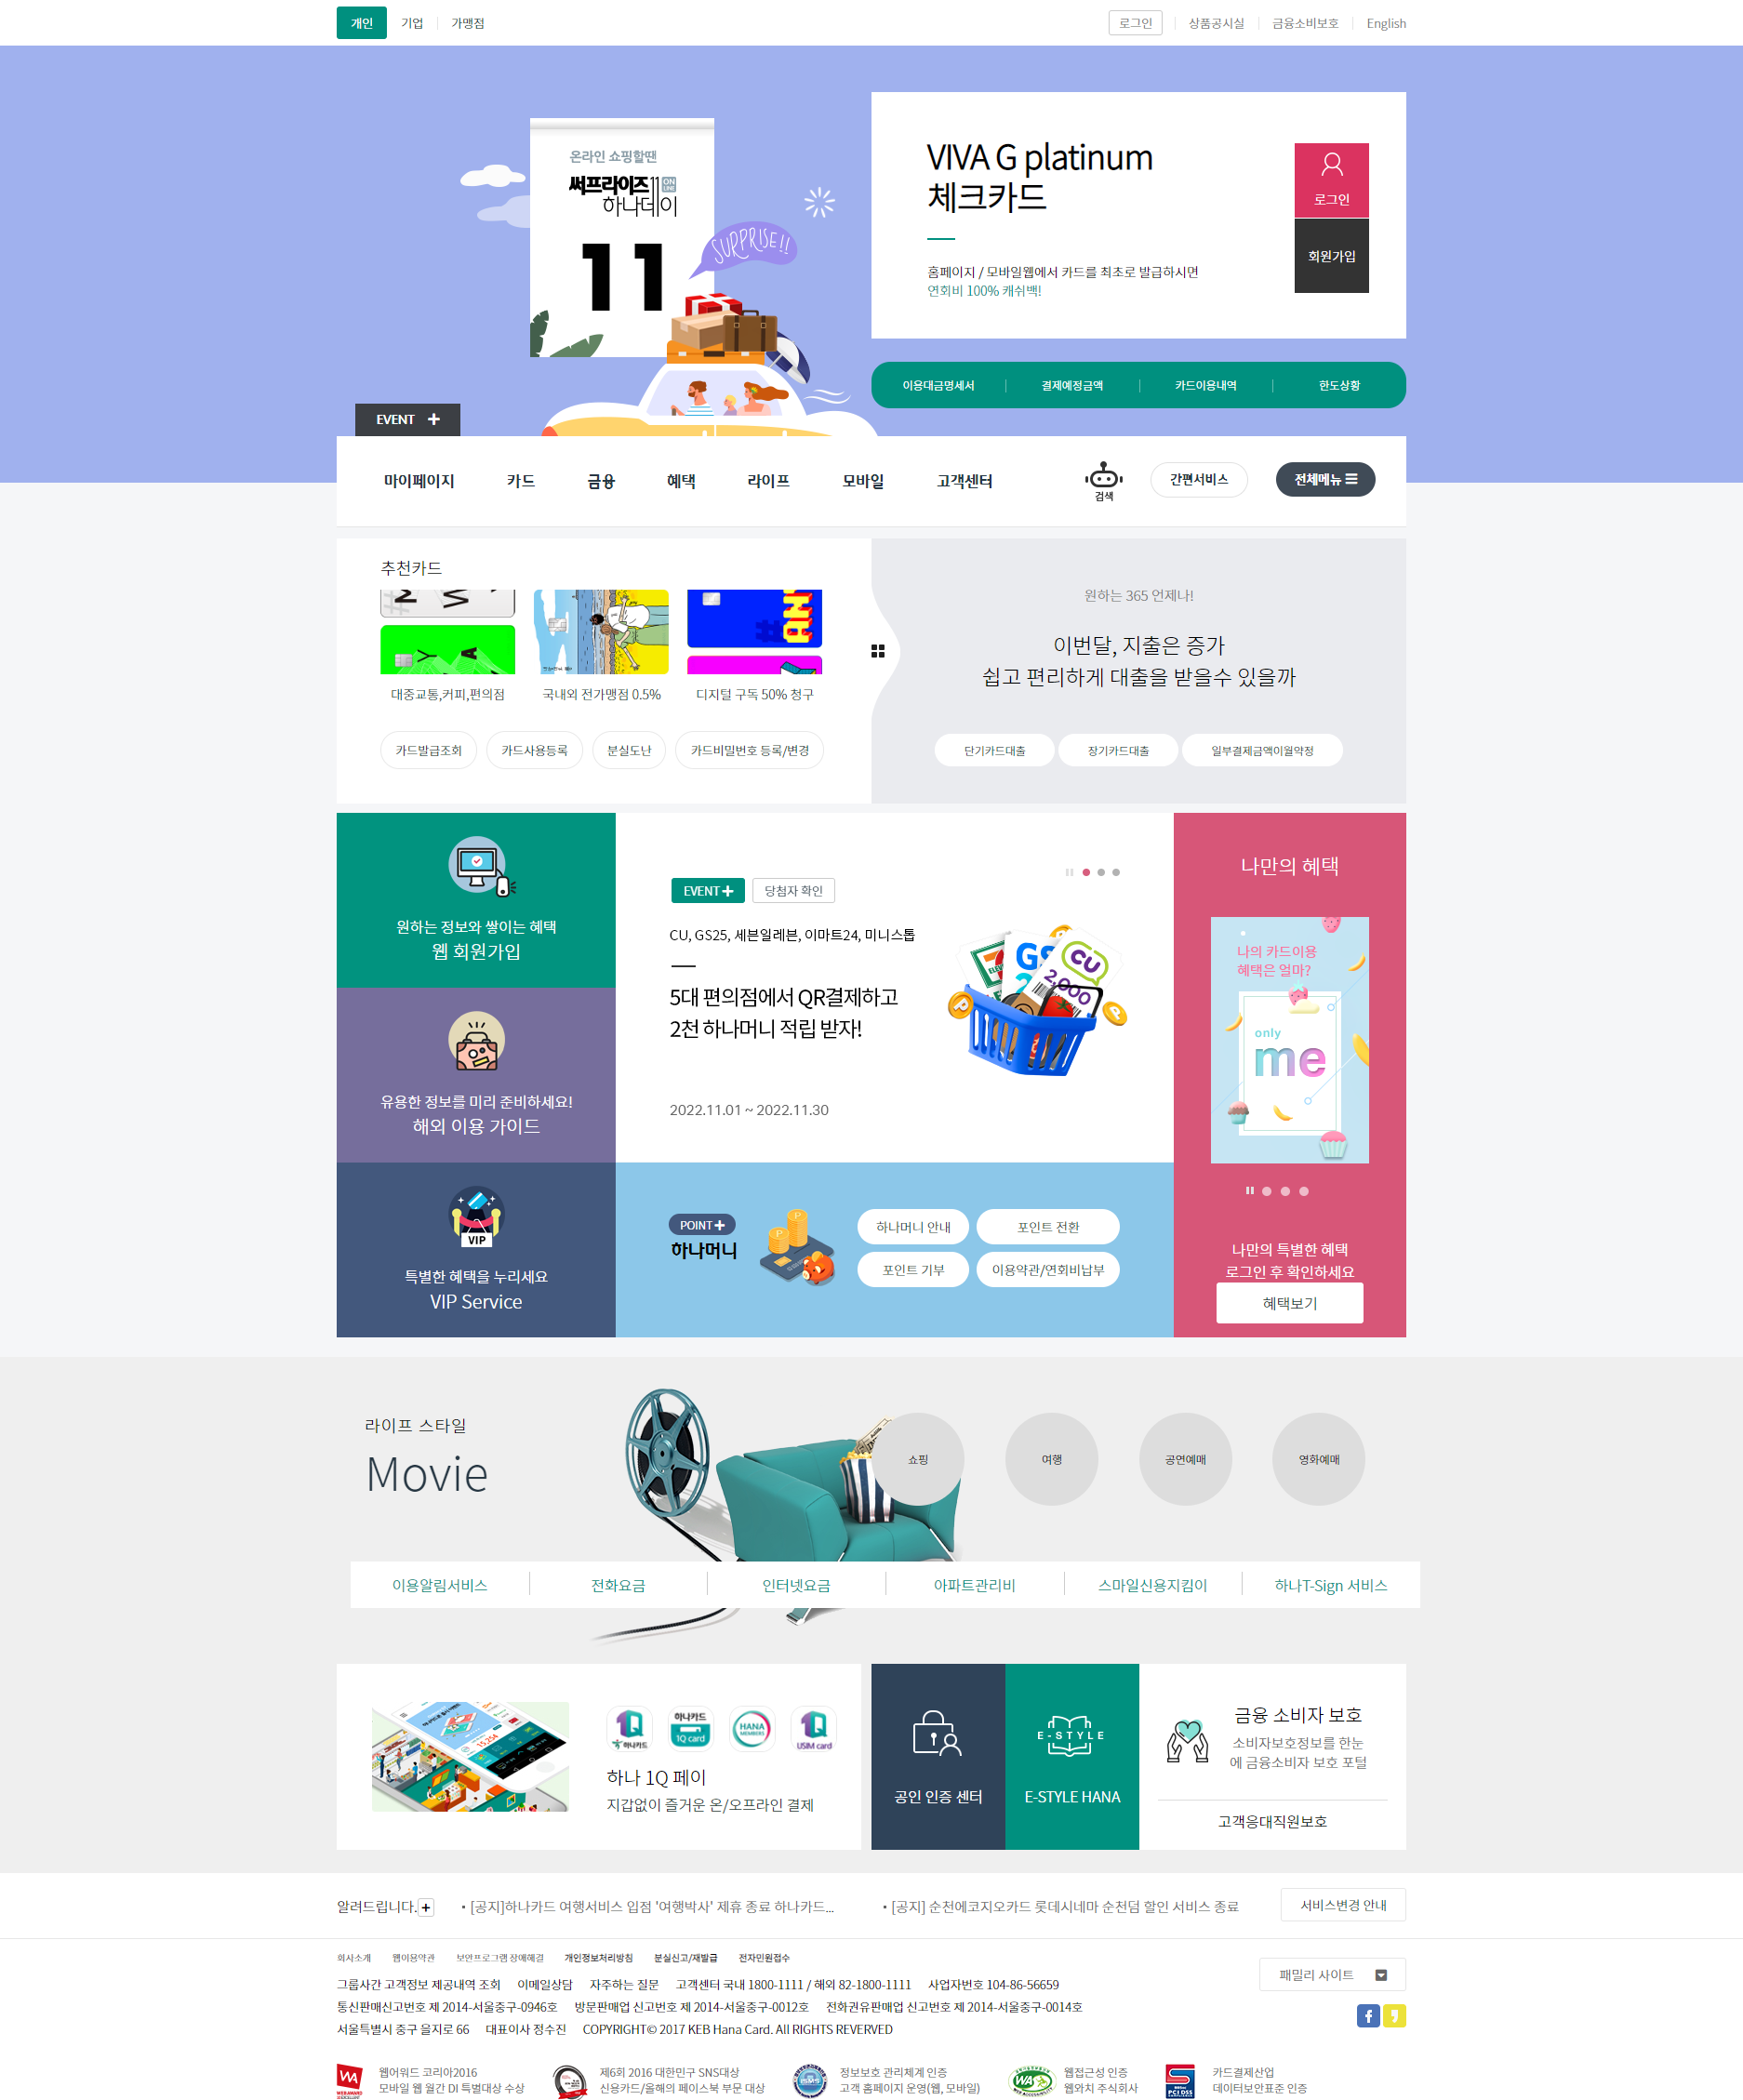 개인
기업
가맹점
로그인
상품공시실
금융소비보호
English
온라인 쇼핑할땐
써프라이즈 ON LINE
하나데이
11
SURPRISE!!
VIVA G platinum
체크카드
홈페이지 / 모바일웹에서 카드를 최초로 발급하시면
연회비 100% 캐쉬백!
로그인
회원가입
이용대금명세서
결제예정금액
카드이용내역
한도상황
EVENT
마이페이지
카드
금융
혜택
라이프
모바일
고객센터
검색
간편서비스
전체메뉴
추천카드
대중교통,커피,편의점
국내외 전가맹점 0.5%
디지털 구독 50% 청구
카드발급조회
카드사용등록
분실도난
카드비밀번호 등록/변경
원하는 365 언제나!
이번달, 지출은 증가
쉽고 편리하게 대출을 받을수 있을까
단기카드대출
장기카드대출
일부결제금액이월약정
원하는 정보와 쌓이는 혜택
웹 회원가입
유용한 정보를 미리 준비하세요!
해외 이용 가이드
VIP
특별한 혜택을 누리세요
VIP Service
EVENT
당첨자 확인
CU, GS25, 세븐일레븐, 이마트24, 미니스톱
5대 편의점에서 QR결제하고
2천 하나머니 적립 받자!
2022.11.01 ~ 2022.11.30
CU
2,000
POINT
하나머니
하나머니 안내
포인트 전환
포인트 기부
이용약관/연회비납부
나만의 혜택
나의 카드이용
혜택은 얼마?
only
me
나만의 특별한 혜택
로그인 후 확인하세요
혜택보기
라이프 스타일
Movie
쇼핑
여행
공연예매
영화예매
이용알림서비스
전화요금
인터넷요금
아파트관리비
스마일신용지킴이
하나T-Sign 서비스
1Q
하나카드
하나카드
1Q card
HANA
MEMBERS
1Q
USIM card
하나 1Q 페이
지갑없이 즐거운 온/오프라인 결제
공인 인증 센터
E-STYLE
E-STYLE HANA
금융 소비자 보호
소비자보호정보를 한눈
에 금융소비자 보호 포털
고객응대직원보호
알려드립니다.
• [공지]하나카드 여행서비스 입점 '여행박사' 제휴 종료 하나카드...
• [공지] 순천에코지오카드 롯데시네마 순천덤 할인 서비스 종료
서비스변경 안내
회사소개
웹이용약관
보안프로그램 장애해결
개인정보처리방침
분실신고/재발급
전자민원접수
그룹사간 고객정보 제공내역 조회
이메일상담
자주하는 질문
고객센터 국내 1800-1111 / 해외 82-1800-1111
사업자번호 104-86-56659
통신판매신고번호 제 2014-서울중구-0946호
방문판매업 신고번호 제 2014-서울중구-0012호
전화권유판매업 신고번호 제 2014-서울중구-0014호
서울특별시 중구 을지로 66
대표이사 정수진
COPYRIGHT© 2017 KEB Hana Card. All RIGHTS REVERVED
패밀리 사이트
웹어워드 코리아2016
모바일 웹 월간 DI 특별대상 수상
제6회 2016 대한민국 SNS대상
신용카드/올해의 페이스북 부문 대상
정보보호 관리체계 인증
고객 홈페이지 운영(웹, 모바일)
웹접근성 인증
웹와치 주식회사
카드결제산업
데이터보안표준 인증